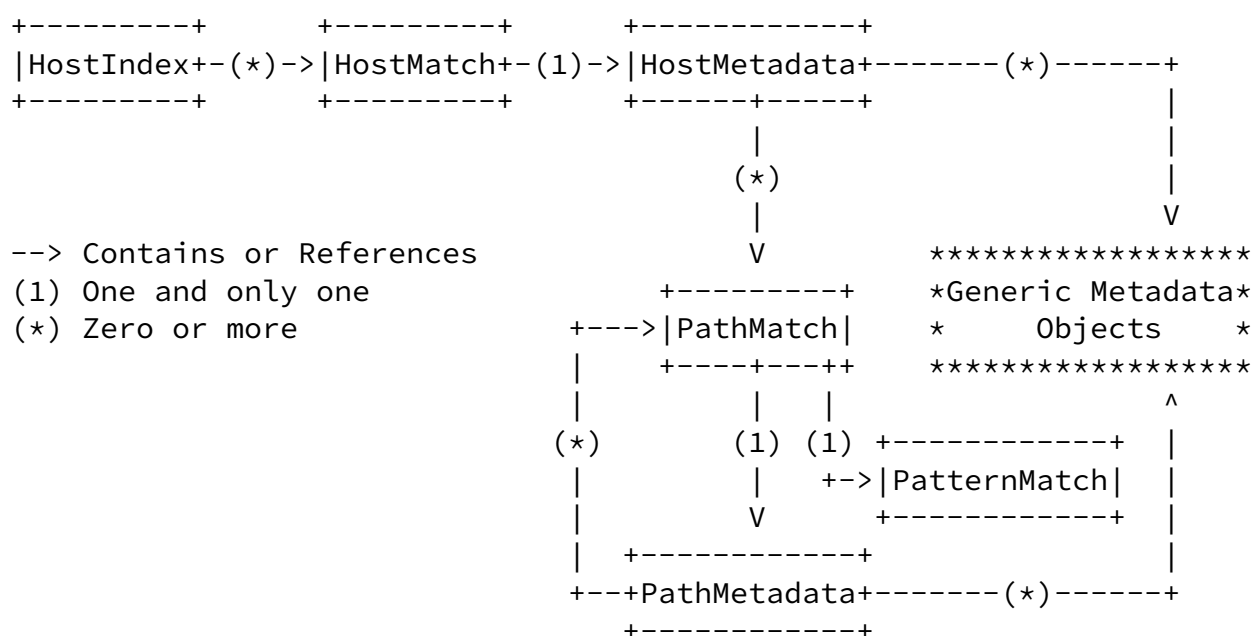 +---------+      +---------+      +------------+
|HostIndex+-(*)->|HostMatch+-(1)->|HostMetadata+-------(*)------+
+---------+      +---------+      +------+-----+                |
                                         |                      |
                                        (*)                     |
                                         |                      V
--> Contains or References               V         ******************
(1) One and only one                +---------+    *Generic Metadata*
(*) Zero or more               +--->|PathMatch|    *     Objects    *
                               |    +----+---++    ******************
                               |         |   |                  ^
                              (*)       (1) (1) +------------+  |
                               |         |   +->|PatternMatch|  |
                               |         V      +------------+  |
                               |  +------------+                |
                               +--+PathMetadata+-------(*)------+
                                  +------------+